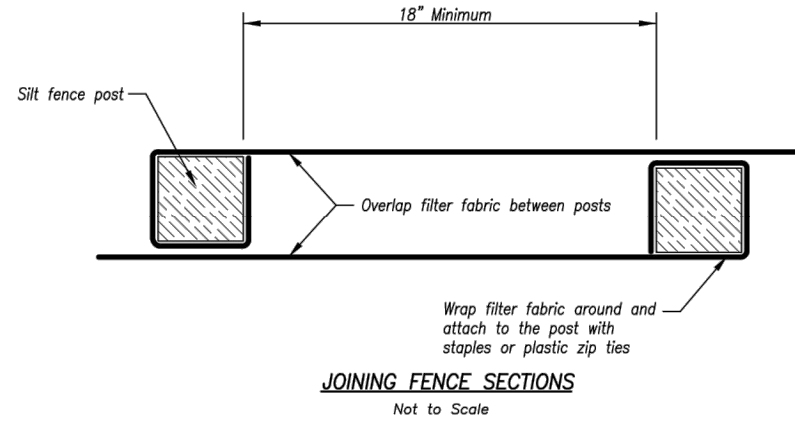 18" Minimum
Silt fence post
Overlap filter fabric between posts
Wrap filter fabric around and
attach to the post with
staples or plastic zip ties
JOINING FENCE SECTIONS
Not to Scale